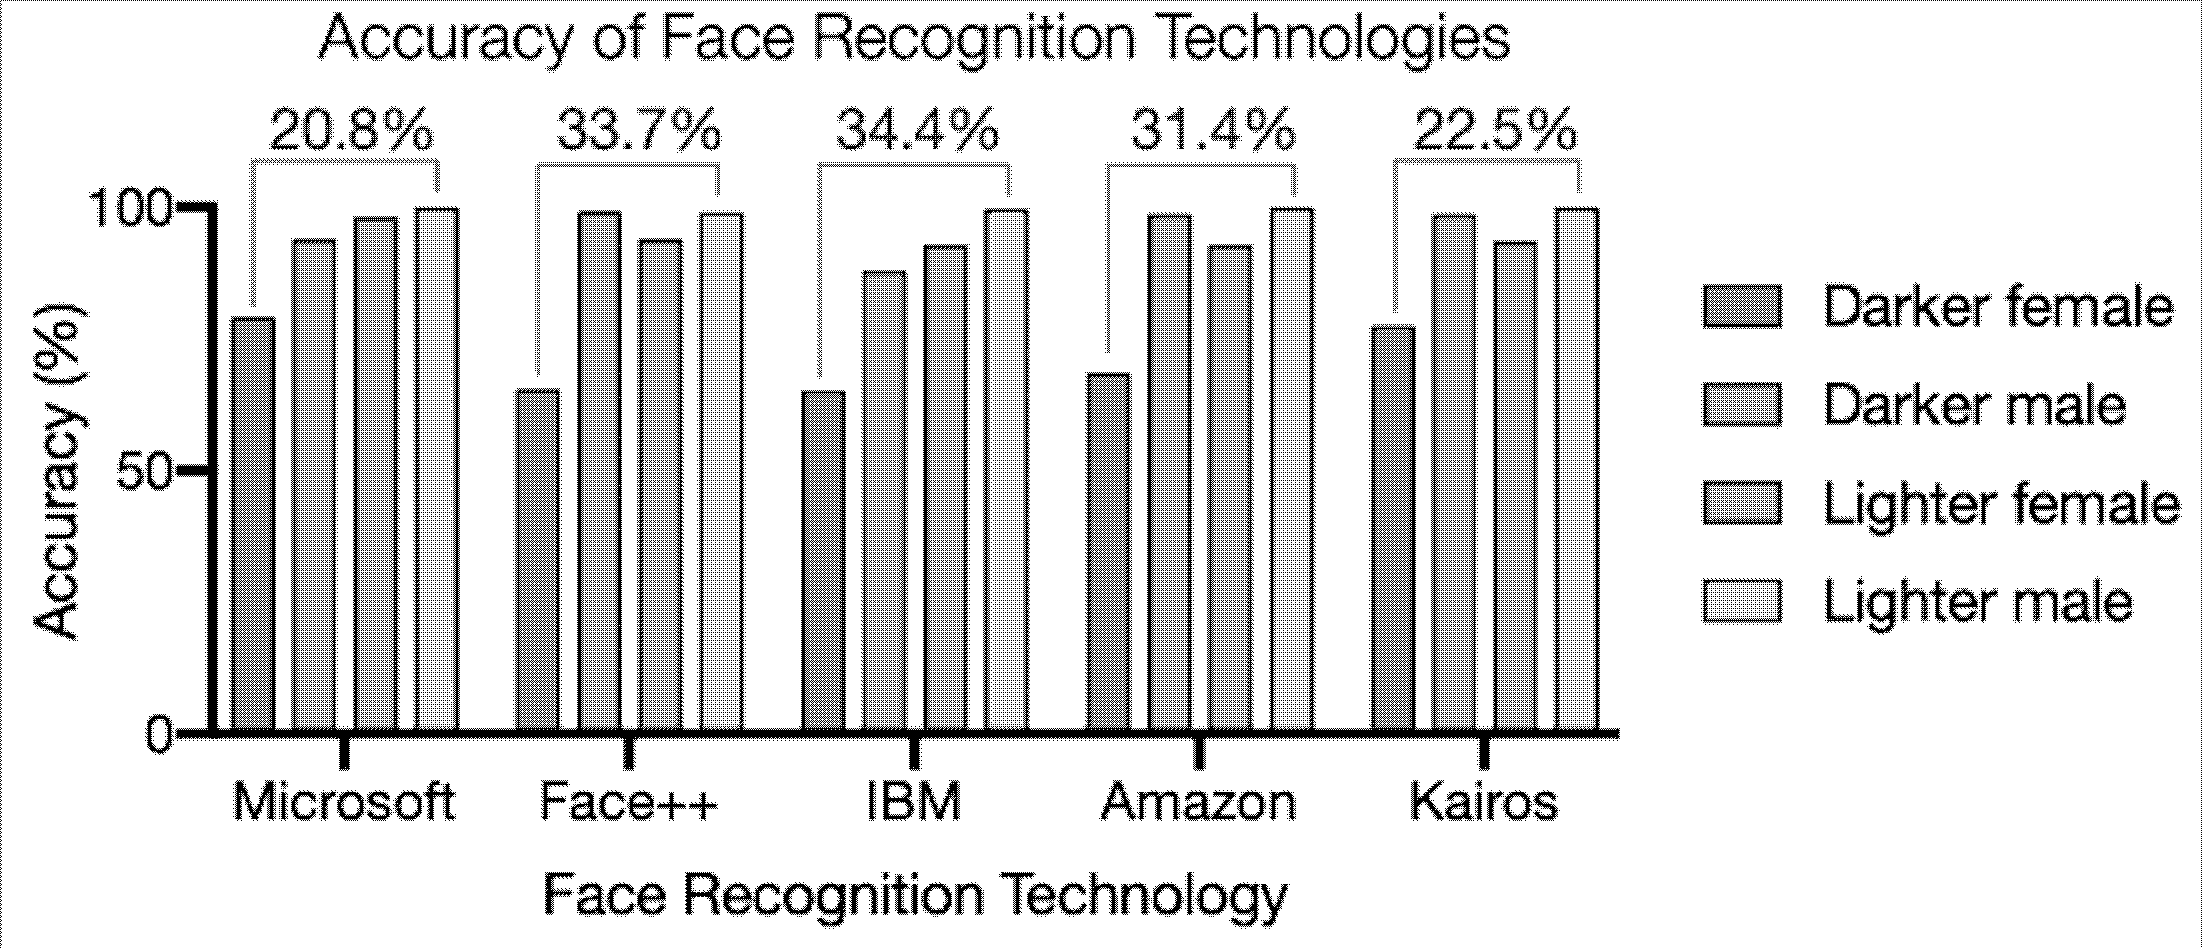 Accuracy of Face Recognition Technologies
20.8% 33.7% 34.4% 31.4% 22.5%
100
50
0
Accuracy (%)
Microsoft Face++ IBM Amazon Kairos
Face Recognition Technology
Darker female
Darker male
Lighter female
Lighter male